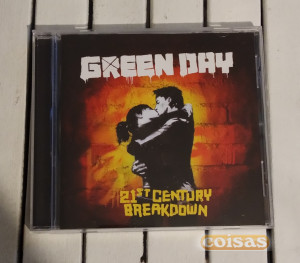 GREEN DAY
21ST CENTURY
BREAKDOWN
coisas